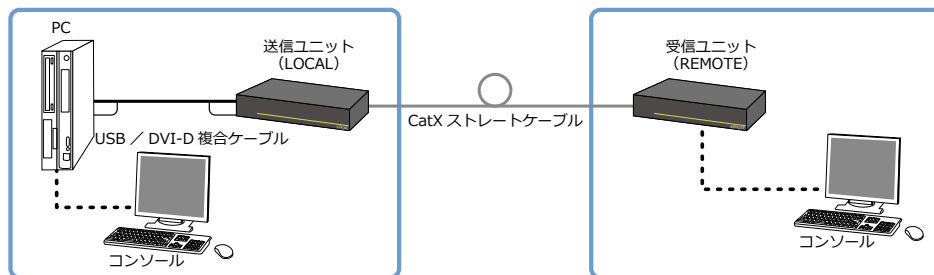 PC
送信ユニット
（LOCAL）
受信ユニット
（REMOTE）
USB ／ DVI-D 複合ケーブル
CatX ストレートケーブル
コンソール
コンソール